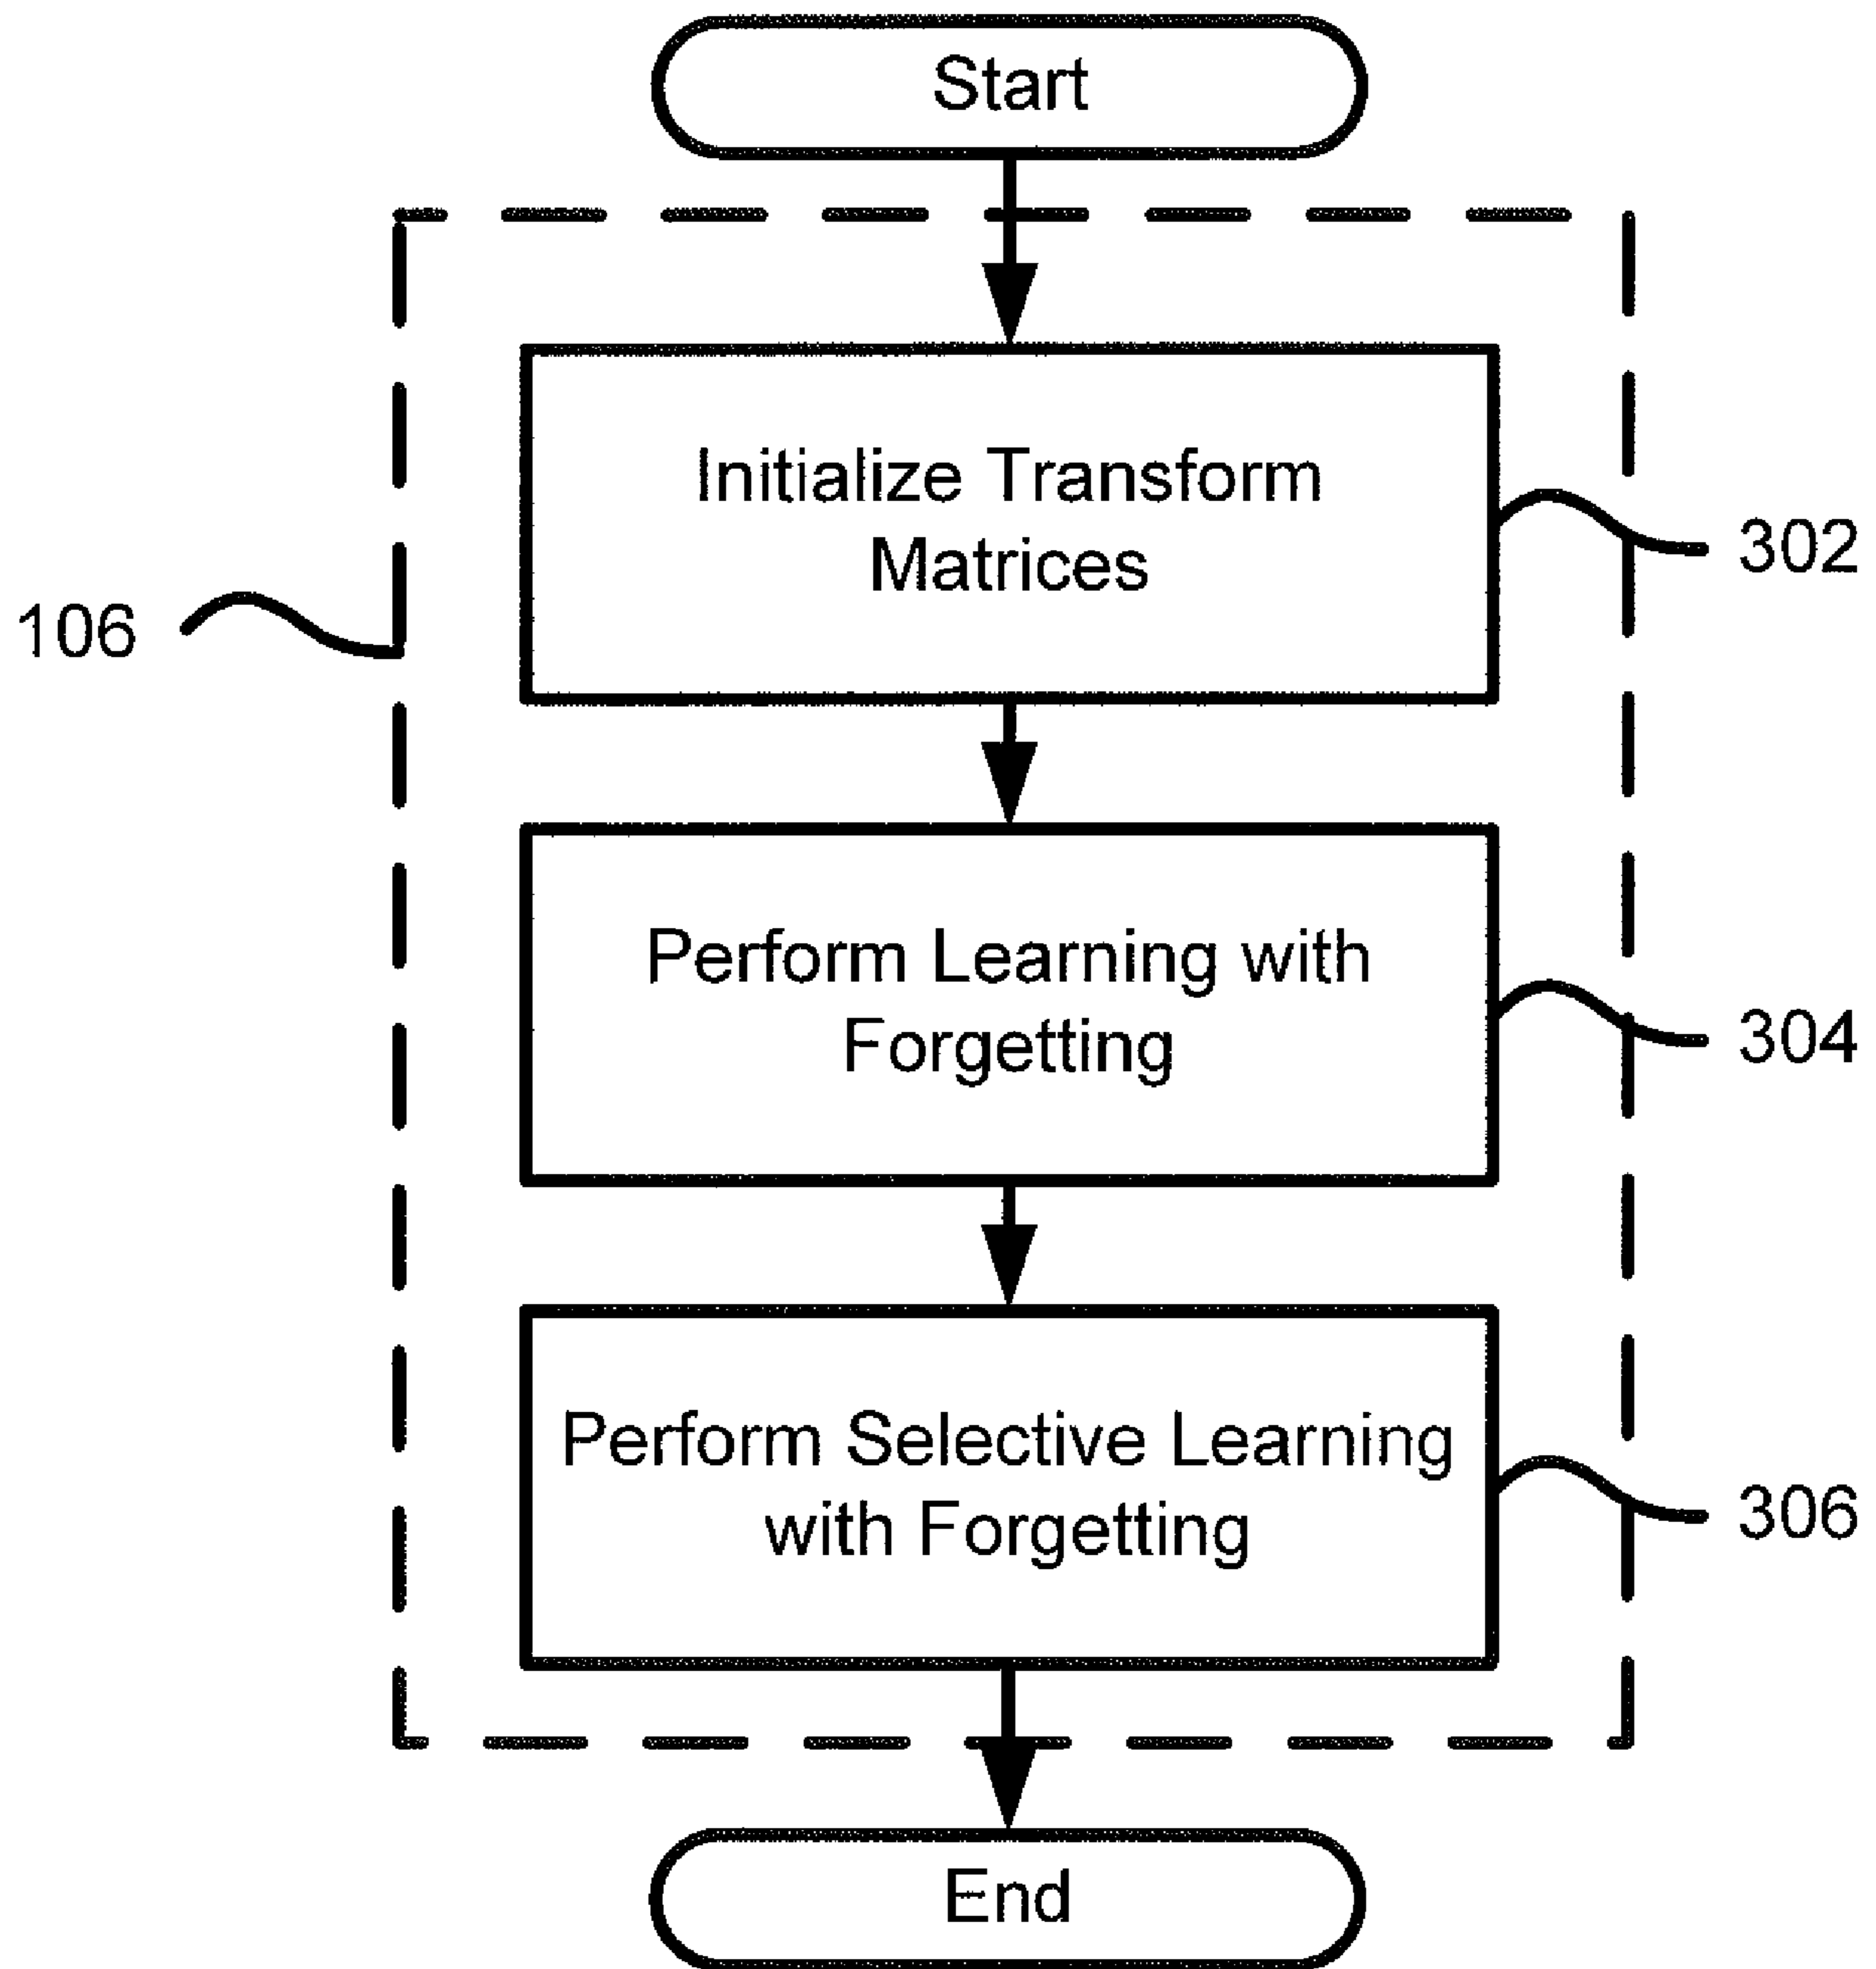 Start
Initialize Transform
Matrices
302
106
Perform Learning with
Forgetting
304
Perform Selective Learning
with Forgetting
306
End